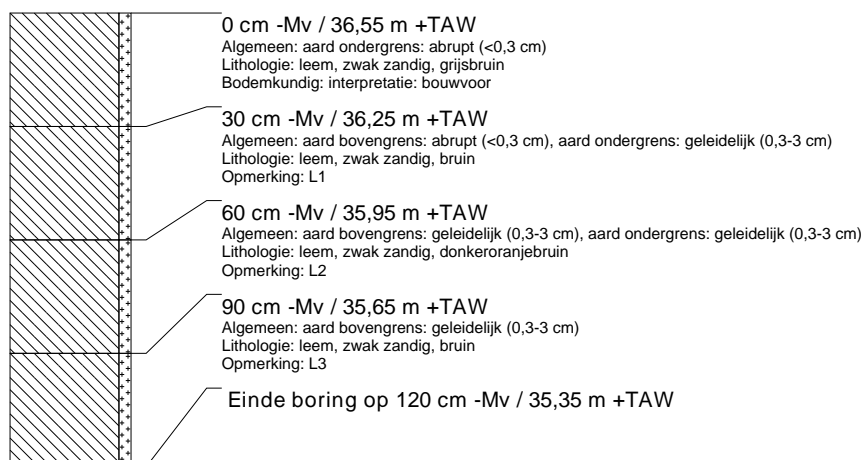 0 cm -Mv / 36,55 m +TAW
Algemeen: aard ondergrens: abrupt (<0,3 cm)
Lithologie: leem, zwak zandig, grijsbruin
Bodemkundig: interpretatie: bouwvoor
30 cm -Mv / 36,25 m +TAW
Algemeen: aard bovengrens: abrupt (<0,3 cm), aard ondergrens: geleidelijk (0,3-3 cm)
Lithologie: leem, zwak zandig, bruin
Opmerking: L1
60 cm -Mv / 35,95 m +TAW
Algemeen: aard bovengrens: geleidelijk (0,3-3 cm), aard ondergrens: geleidelijk (0,3-3 cm)
Lithologie: leem, zwak zandig, donkeroranjebruin
Opmerking: L2
90 cm -Mv / 35,65 m +TAW
Algemeen: aard bovengrens: geleidelijk (0,3-3 cm)
Lithologie: leem, zwak zandig, bruin
Opmerking: L3
Einde boring op 120 cm -Mv / 35,35 m +TAW